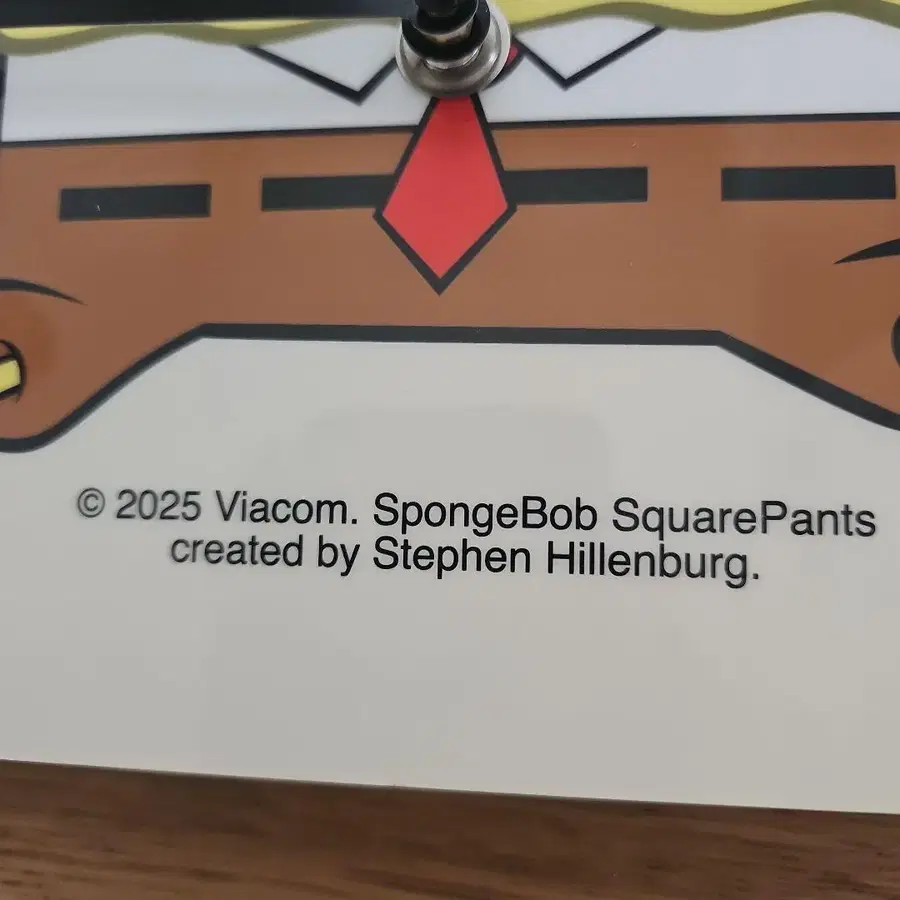 © 2025 Viacom. SpongeBob SquarePants
created by Stephen Hillenburg.